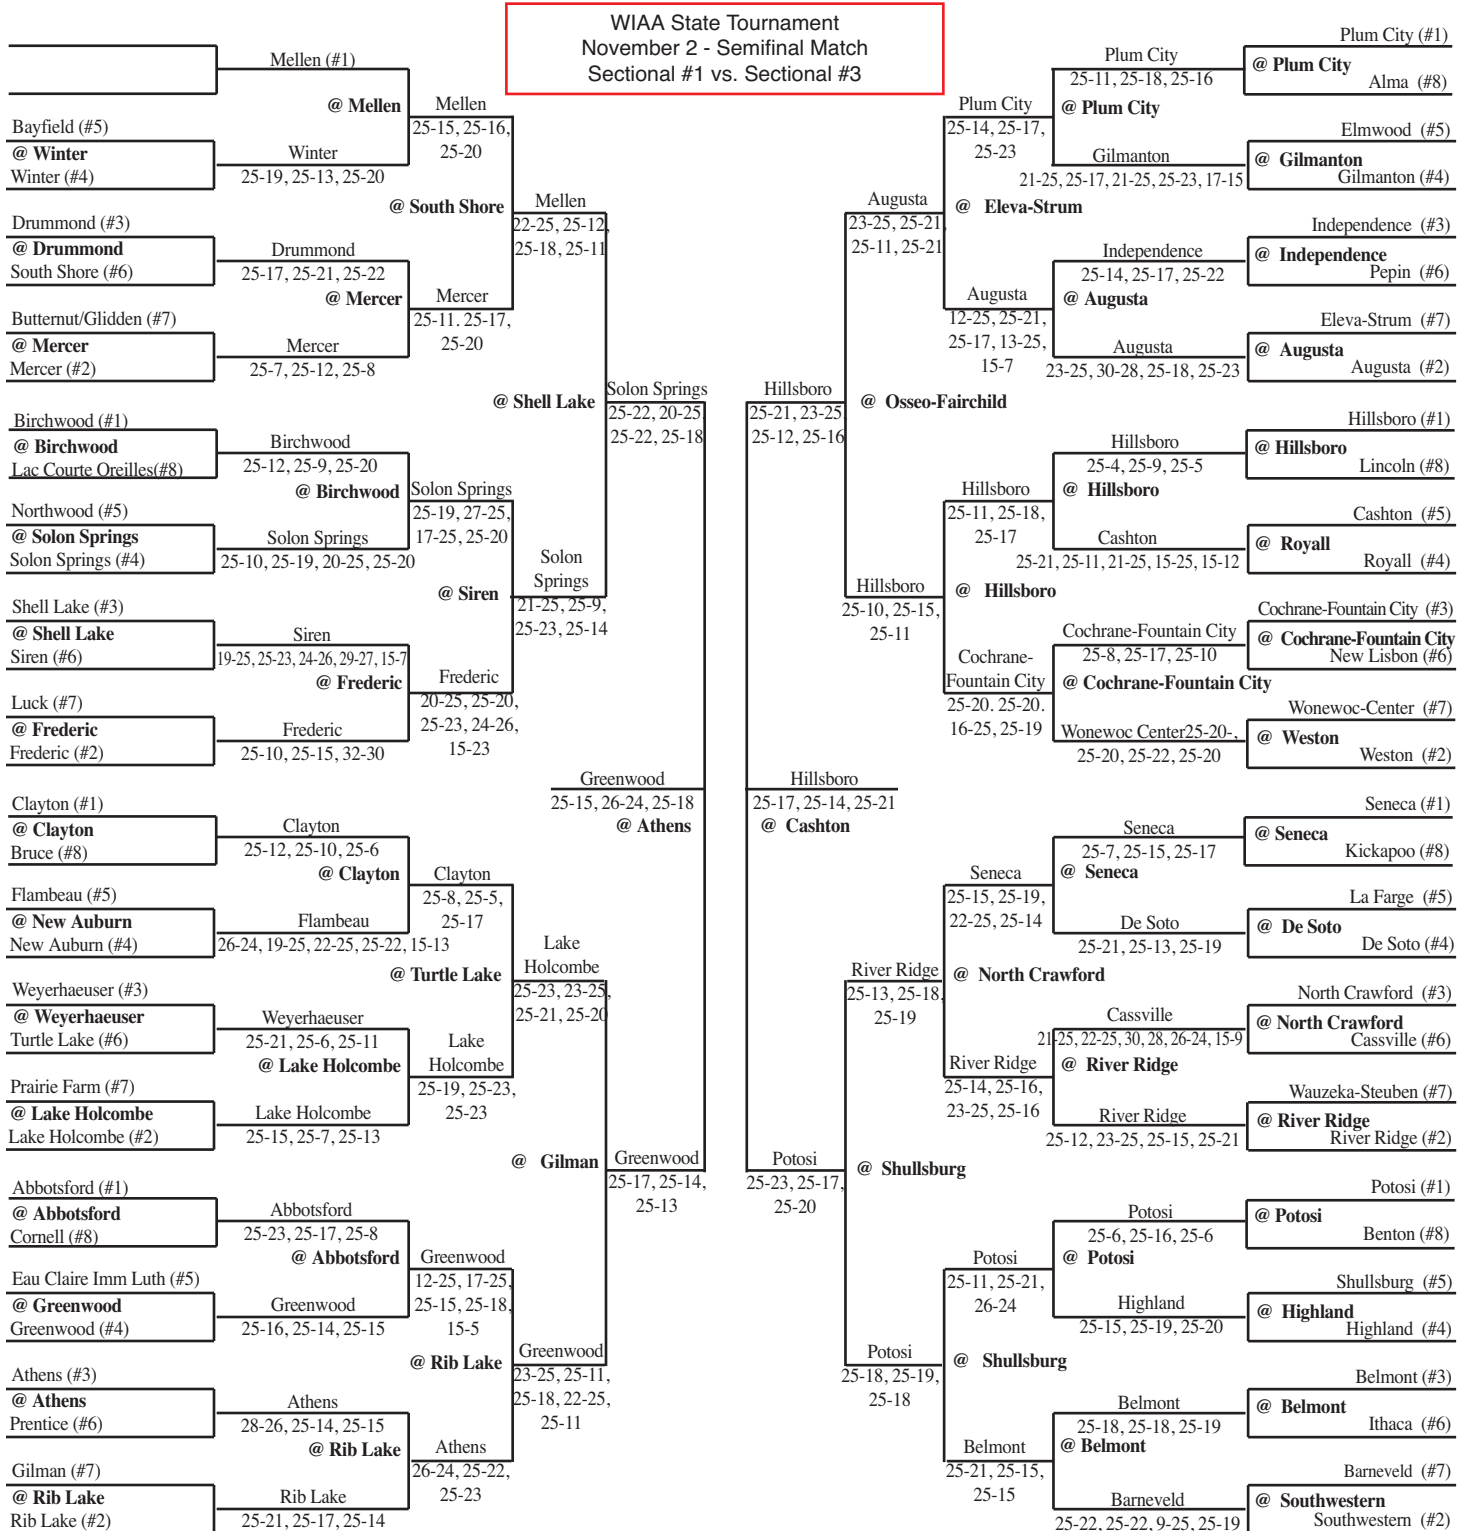 WIAA State Tournament
November 2 - Semifinal Match
Sectional #1 vs. Sectional #3
Mellen (#1)
@ Mellen
Mellen
25-15, 25-16,
25-20
Bayfield (#5)
@ Winter
Winter (#4)
Winter
25-19, 25-13, 25-20
@ South Shore
Mellen
22-25, 25-12,
25-18, 25-11
Drummond (#3)
@ Drummond
South Shore (#6)
Drummond
25-17, 25-21, 25-22
@ Mercer
Mercer
25-11. 25-17,
25-20
Butternut/Glidden (#7)
@ Mercer
Mercer (#2)
Mercer
25-7, 25-12, 25-8
@ Shell Lake
Solon Springs
25-22, 20-25,
25-22, 25-18
Birchwood (#1)
@ Birchwood
Lac Courte Oreilles(#8)
Birchwood
25-12, 25-9, 25-20
@ Birchwood
Solon Springs
25-19, 27-25,
17-25, 25-20
Northwood (#5)
@ Solon Springs
Solon Springs (#4)
Solon Springs
25-10, 25-19, 20-25, 25-20
@ Siren
Solon
Springs
21-25, 25-9,
25-23, 25-14
Shell Lake (#3)
@ Shell Lake
Siren (#6)
Siren
19-25, 25-23, 24-26, 29-27, 15-7
@ Frederic
Frederic
20-25, 25-20,
25-23, 24-26,
15-23
Luck (#7)
@ Frederic
Frederic (#2)
Frederic
25-10, 25-15, 32-30
Greenwood
25-15, 26-24, 25-18
@ Athens
Clayton (#1)
@ Clayton
Bruce (#8)
Clayton
25-12, 25-10, 25-6
@ Clayton
Clayton
25-8, 25-5,
25-17
Flambeau (#5)
@ New Auburn
New Auburn (#4)
Flambeau
26-24, 19-25, 22-25, 25-22, 15-13
@ Turtle Lake
Lake
Holcombe
25-23, 23-25,
25-21, 25-20
Weyerhaeuser (#3)
@ Weyerhaeuser
Turtle Lake (#6)
Weyerhaeuser
25-21, 25-6, 25-11
@ Lake Holcombe
Lake
Holcombe
25-19, 25-23,
25-23
Prairie Farm (#7)
@ Lake Holcombe
Lake Holcombe (#2)
Lake Holcombe
25-15, 25-7, 25-13
@ Gilman
Greenwood
25-17, 25-14,
25-13
Abbotsford (#1)
@ Abbotsford
Cornell (#8)
Abbotsford
25-23, 25-17, 25-8
@ Abbotsford
Greenwood
12-25, 17-25,
25-15, 25-18,
15-5
Eau Claire Imm Luth (#5)
@ Greenwood
Greenwood (#4)
Greenwood
25-16, 25-14, 25-15
@ Rib Lake
Greenwood
23-25, 25-11,
25-18, 22-25,
25-11
Athens (#3)
@ Athens
Prentice (#6)
Athens
28-26, 25-14, 25-15
@ Rib Lake
Athens
26-24, 25-22,
25-23
Gilman (#7)
@ Rib Lake
Rib Lake (#2)
Rib Lake
25-21, 25-17, 25-14
Plum City (#1)
@ Plum City
Alma (#8)
Plum City
25-11, 25-18, 25-16
@ Plum City
Plum City
25-14, 25-17,
25-23
Elmwood (#5)
@ Gilmanton
Gilmanton (#4)
Gilmanton
21-25, 25-17, 21-25, 25-23, 17-15
@ Eleva-Strum
Augusta
23-25, 25-21,
25-11, 25-21
Independence (#3)
@ Independence
Pepin (#6)
Independence
25-14, 25-17, 25-22
@ Augusta
Augusta
12-25, 25-21,
25-17, 13-25,
15-7
Eleva-Strum (#7)
@ Augusta
Augusta (#2)
Augusta
23-25, 30-28, 25-18, 25-23
@ Osseo-Fairchild
Hillsboro
25-21, 23-25,
25-12, 25-16
Hillsboro (#1)
@ Hillsboro
Lincoln (#8)
Hillsboro
25-4, 25-9, 25-5
@ Hillsboro
Hillsboro
25-11, 25-18,
25-17
Cashton (#5)
@ Royall
Royall (#4)
Cashton
25-21, 25-11, 21-25, 15-25, 15-12
@ Hillsboro
Hillsboro
25-10, 25-15,
25-11
Cochrane-Fountain City (#3)
@ Cochrane-Fountain City
New Lisbon (#6)
Cochrane-Fountain City
25-8, 25-17, 25-10
@ Cochrane-Fountain City
Cochrane-
Fountain City
25-20. 25-20.
16-25, 25-19
Wonewoc-Center (#7)
@ Weston
Weston (#2)
Wonewoc Center25-20-,
25-20, 25-22, 25-20
Hillsboro
25-17, 25-14, 25-21
@ Cashton
Seneca (#1)
@ Seneca
Kickapoo (#8)
Seneca
25-7, 25-15, 25-17
@ Seneca
Seneca
25-15, 25-19,
22-25, 25-14
La Farge (#5)
@ De Soto
De Soto (#4)
De Soto
25-21, 25-13, 25-19
@ North Crawford
River Ridge
25-13, 25-18,
25-19
North Crawford (#3)
@ North Crawford
Cassville (#6)
Cassville
21-25, 22-25, 30, 28, 26-24, 15-9
@ River Ridge
River Ridge
25-14, 25-16,
23-25, 25-16
Wauzeka-Steuben (#7)
@ River Ridge
River Ridge (#2)
River Ridge
25-12, 23-25, 25-15, 25-21
@ Shullsburg
Potosi
25-23, 25-17,
25-20
Potosi (#1)
@ Potosi
Benton (#8)
Potosi
25-6, 25-16, 25-6
@ Potosi
Potosi
25-11, 25-21,
26-24
Shullsburg (#5)
@ Highland
Highland (#4)
Highland
25-15, 25-19, 25-20
@ Shullsburg
Potosi
25-18, 25-19,
25-18
Belmont (#3)
@ Belmont
Ithaca (#6)
Belmont
25-18, 25-18, 25-19
@ Belmont
Belmont
25-21, 25-15,
25-15
Barneveld (#7)
@ Southwestern
Southwestern (#2)
Barneveld
25-22, 25-22, 9-25, 25-19